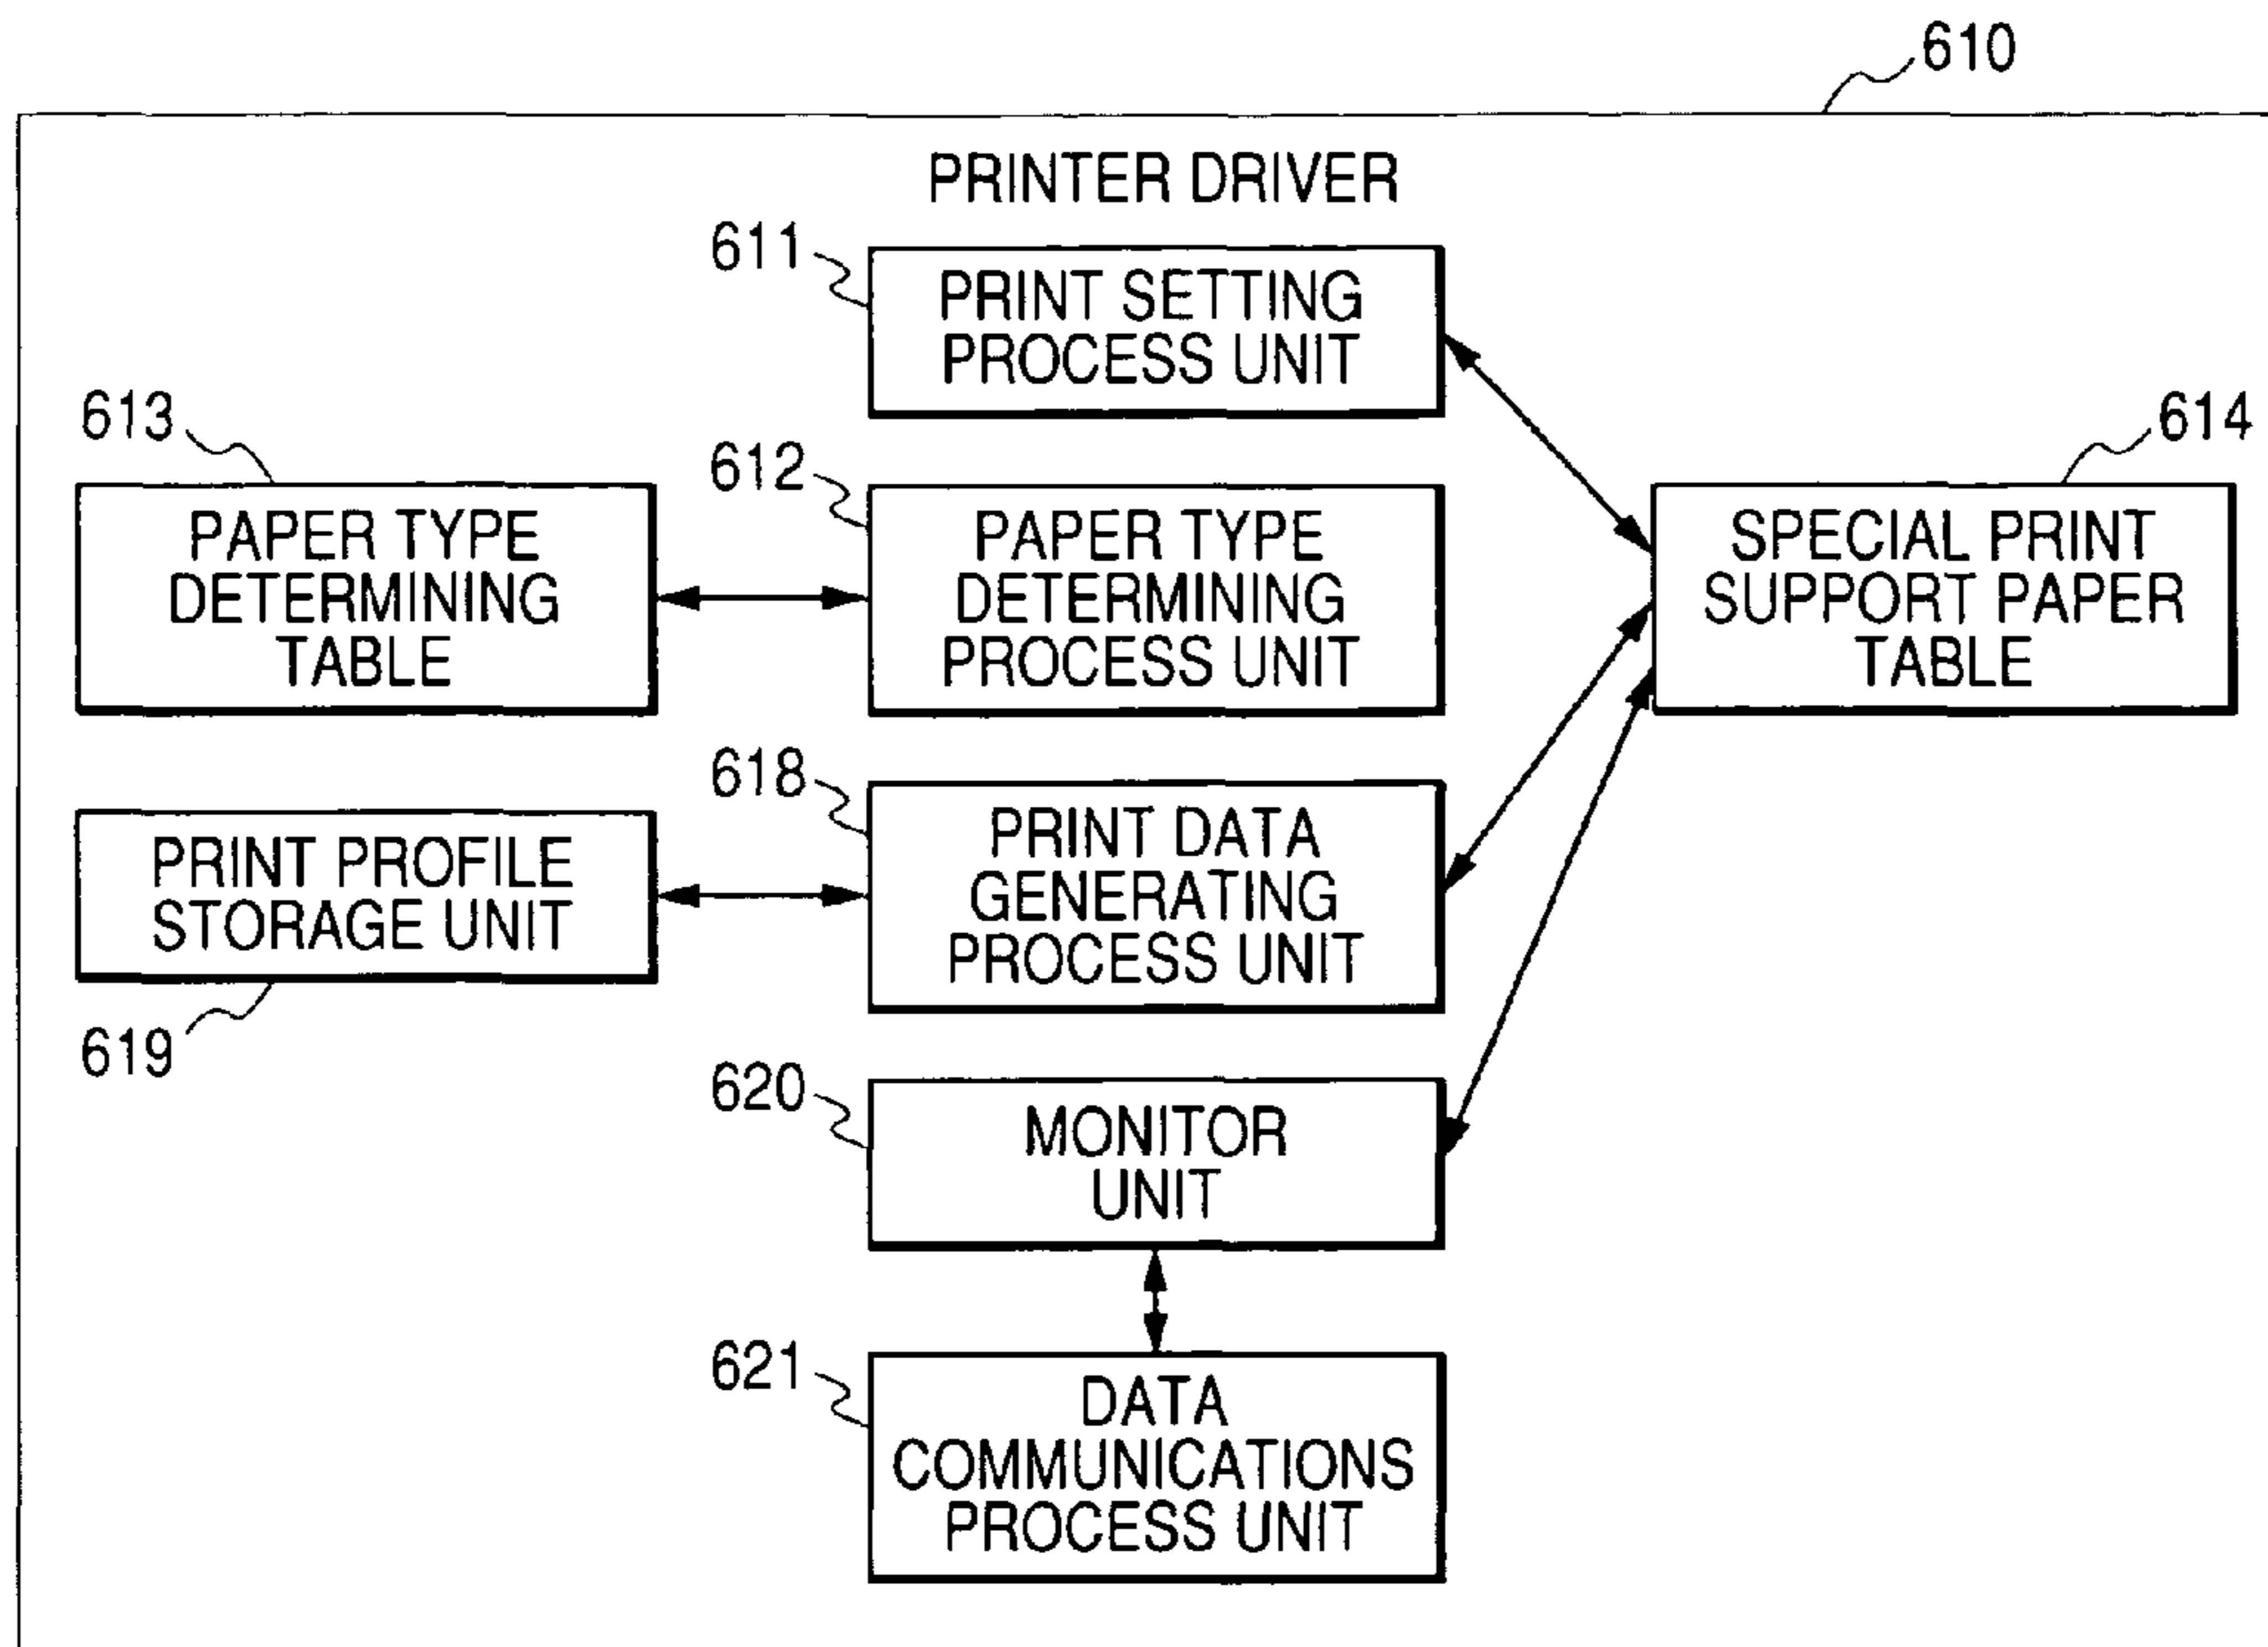 610
PRINTER DRIVER
611
PRINT SETTING
PROCESS UNIT
613
PAPER TYPE
DETERMINING
TABLE
612
PAPER TYPE
DETERMINING
PROCESS UNIT
614
SPECIAL PRINT
SUPPORT PAPER
TABLE
618
PRINT DATA
GENERATING
PROCESS UNIT
PRINT PROFILE
STORAGE UNIT
619
620
MONITOR
UNIT
621
DATA
COMMUNICATIONS
PROCESS UNIT